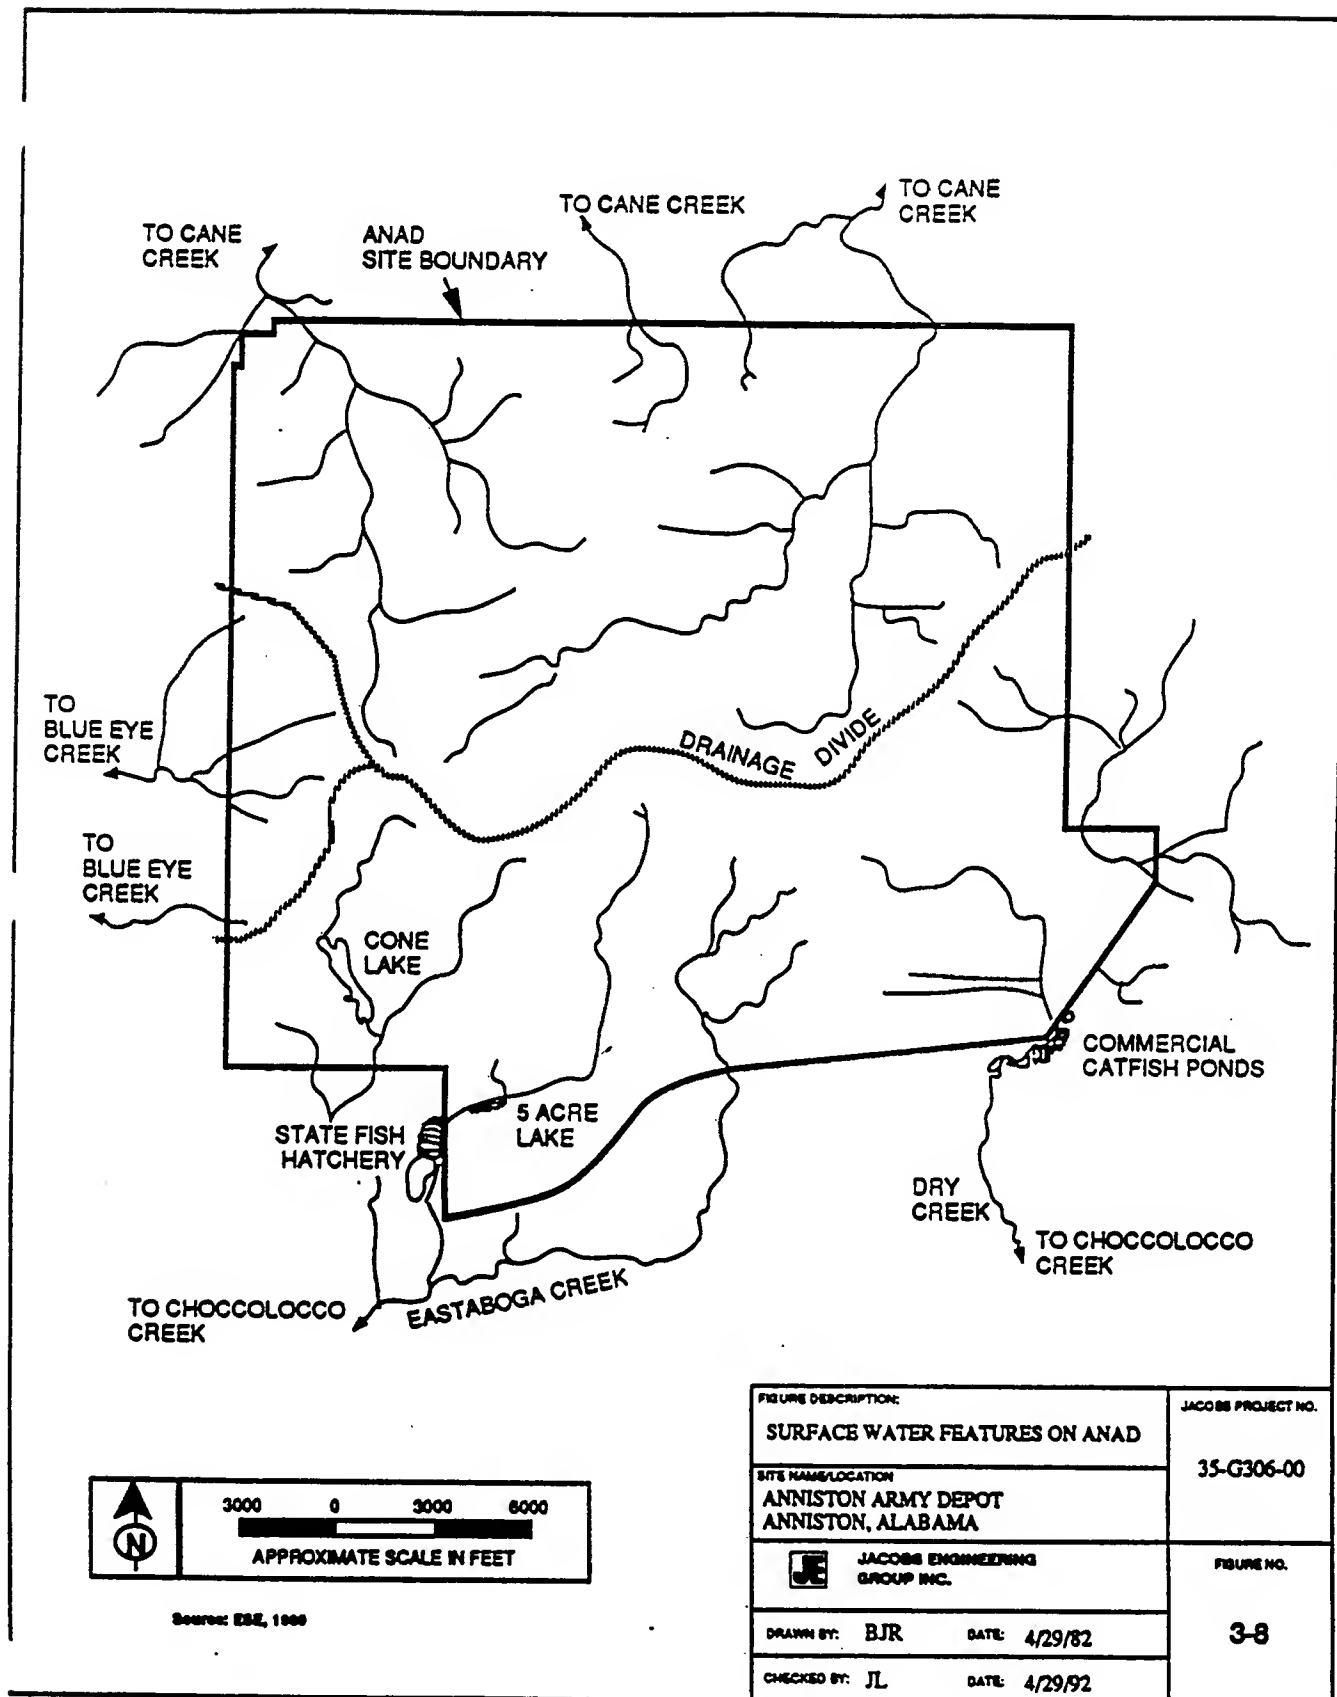 TO CANE
CREEK
ANAD
SITE BOUNDARY
TO CANE CREEK
TO CANE
CREEK
TO
BLUE EYE
CREEK
DRAINAGE DIVIDE
TO
BLUE EYE
CREEK
CONE
LAKE
COMMERCIAL
CATFISH PONDS
5 ACRE
LAKE
STATE FISH
HATCHERY
DRY
CREEK
TO CHOCCOLOCCO
CREEK
EASTABOGA CREEK
TO CHOCCOLOCCO
CREEK
N
3000 0 3000 6000
APPROXIMATE SCALE IN FEET
Source: ESE,
FIGURE DESCRIPTION:
SURFACE WATER FEATURES ON ANAD
JACOBS PROJECT NO.
35-G306-00
SITE NAME/LOCATION
ANNISTON ARMY DEPOT
ANNISTON, ALABAMA
JE
JACOBS ENGINEERING
GROUP INC.
FIGURE NO.
3-8
DRAWN BY: BJR DATE: 4/29/82
CHECKED BY: JL DATE: 4/29/92